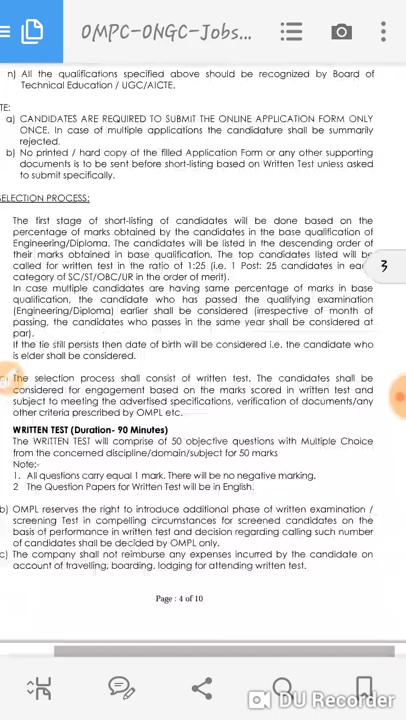 OMPC-ONGC-Jobs...
n) All the qualifications specified above should be recognized by Board of
Technical Education / UGC/AICTE.
TE:
a) CANDIDATES ARE REQUIRED TO SUBMIT THE ONLINE APPLICATION FORM ONLY
ONCE. In case of multiple applications the candidature shall be summarily
rejected.
b) No printed / hard copy of the filled Application Form or any other supporting
documents is to be sent before short-listing based on Written Test unless asked
to submit specifically.
SELECTION PROCESS:
The first stage of short-listing of candidates will be done based on the
percentage of marks obtained by the candidates in the base qualification of
Engineering/Diploma. The candidates will be listed in the descending order of
their marks obtained in base qualification. The top candidates listed will be
called for written test in the ratio of 1:25 (i.e. 1 Post: 25 candidates in eac
category of SC/ST/OBC/UR in the order of merit).
3
In case multiple candidates are having same percentage of marks in base
qualification, the candidate who has passed the qualifying examination
(Engineering/Diploma) earlier shall be considered (irrespective of month of
passing, the candidates who passes in the same year shall be considered at
par).
If the tie still persists then date of birth will be considered i.e. the candidate who
is elder shall be considered.
The selection process shall consist of written test. The candidates shall be
considered for engagement based on the marks scored in written test and
subject to meeting the advertised specifications, verification of documents/any
other criteria prescribed by OMPL etc.
WRITTEN TEST (Duration- 90 Minutes)
The WRITTEN TEST will comprise of 50 objective questions with Multiple Choice
from the concerned discipline/domain/subject for 50 marks
Note:-
1. All questions carry equal 1 mark. There will be no negative marking.
2 The Question Papers for Written Test will be in English.
b) OMPL reserves the right to introduce additional phase of written examination /
screening Test in compelling circumstances for screened candidates on the
basis of performance in written test and decision regarding calling such number
of candidates shall be decided by OMPL only.
c) The company shall not reimburse any expenses incurred by the candidate on
account of travelling, boarding, lodging for attending written test.
Page : 4 of 10
DU Recorder